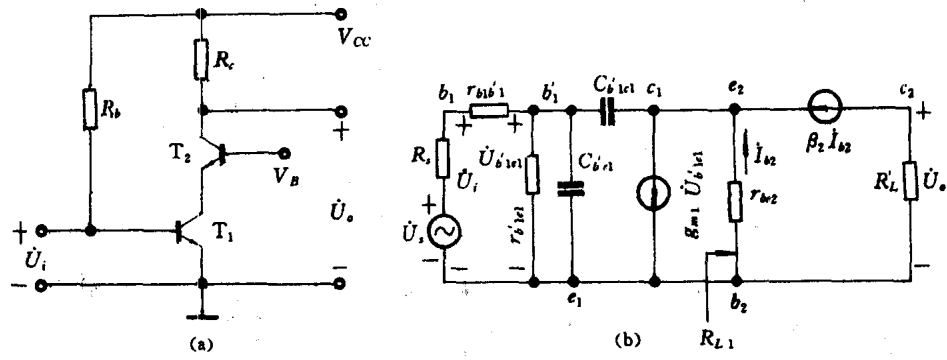 V_CC
R_c
R_b
+
T_2
V_B
U̇_o
+
T_1
U̇_i
−
−
(a)
b_1
r_b1b′1
b′_1
C_b′1c1
c_1
e_2
c_2
+
+
+
R_s
U̇_i
U̇_b′1e1
r_b′1e1
C_b′e1
g_m1 U̇_b′1e1
İ_b2
r_be2
β_2 İ_b2
R′_L
U̇_o
+
U̇_s
−
−
−
−
e_1
b_2
R_L1
(b)